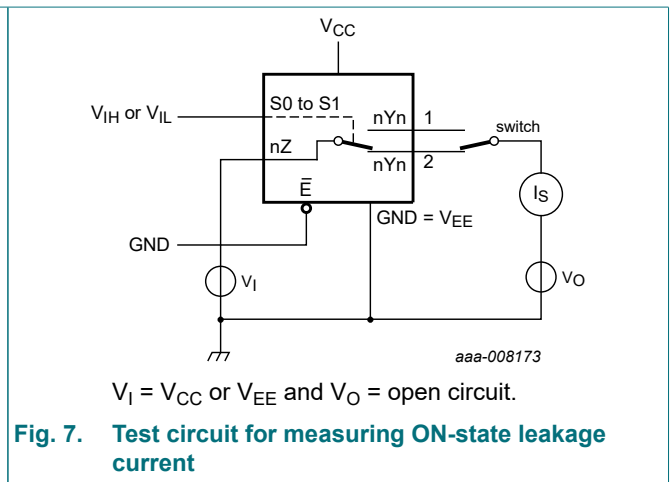 VCC
VIH or VIL
S0 to S1
nYn 1
switch
nZ
nYn 2
E̅
IS
GND = VEE
GND
VI
VO
aaa-008173
VI = VCC or VEE and VO = open circuit.
Fig. 7. Test circuit for measuring ON-state leakage
current